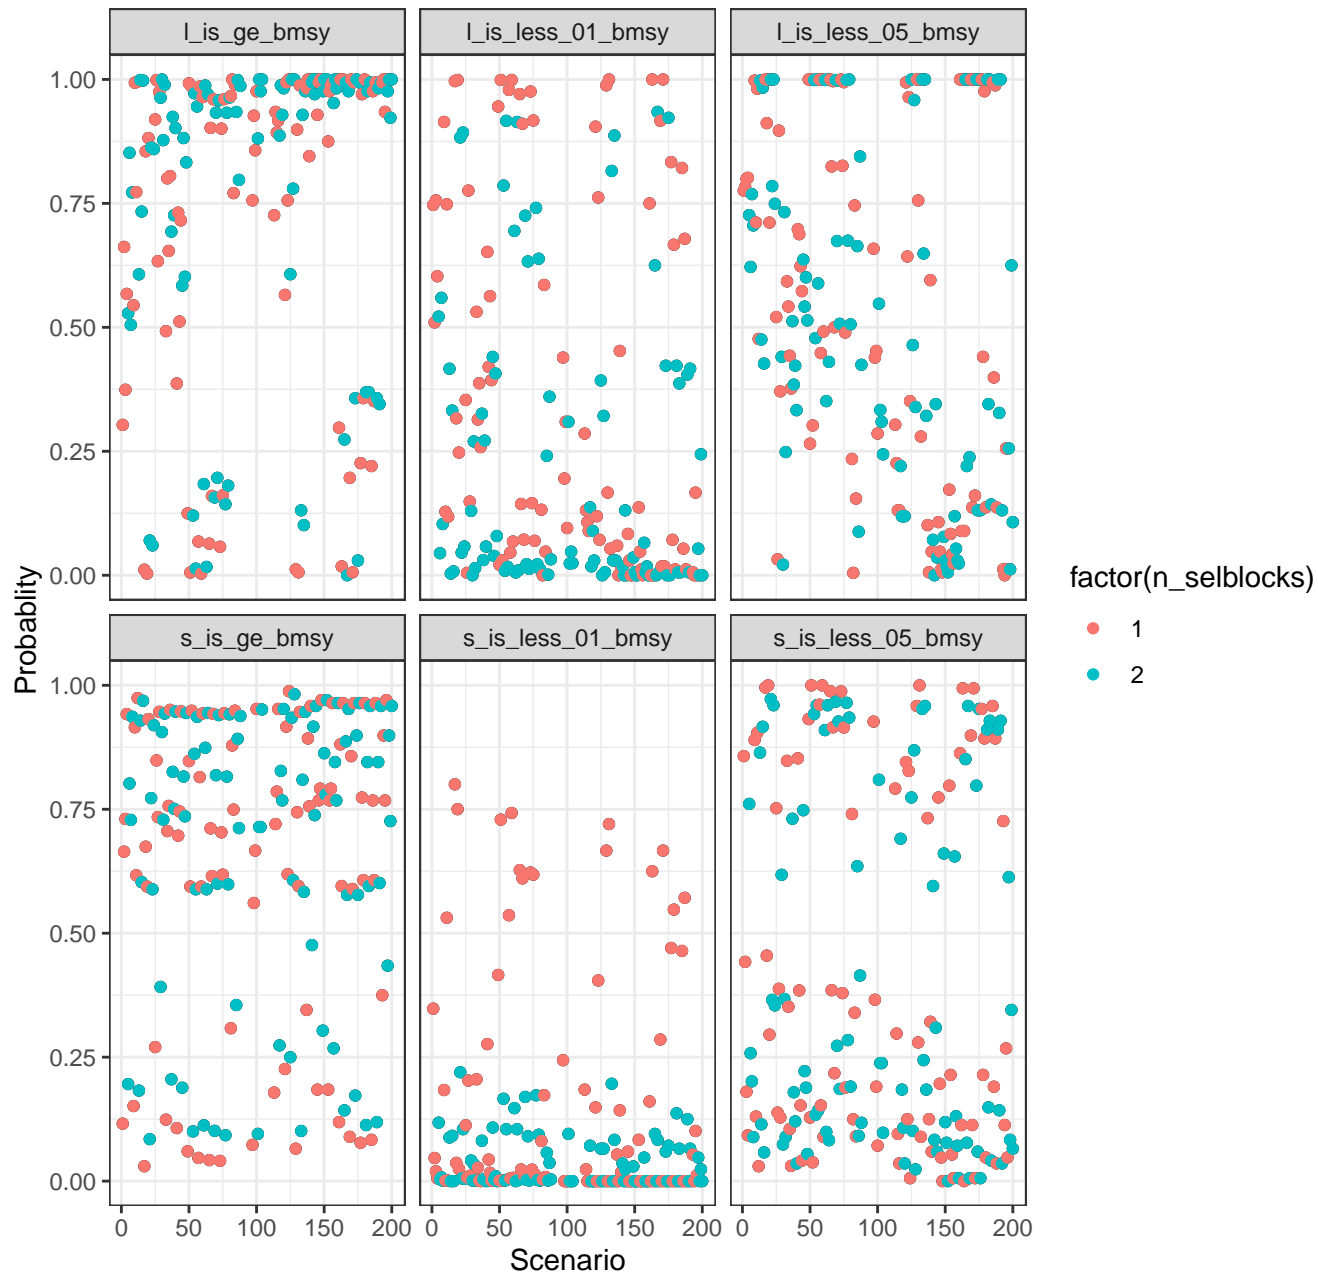 l_is_ge_bmsy
l_is_less_01_bmsy
l_is_less_05_bmsy
1.00
0.75
0.50
0.25
0.00
s_is_ge_bmsy
s_is_less_01_bmsy
s_is_less_05_bmsy
1.00
0.75
0.50
0.25
0.00
0 50 100 150 200
0 50 100 150 200
0 50 100 150 200
Probablity
Scenario
factor(n_selblocks)
1
2